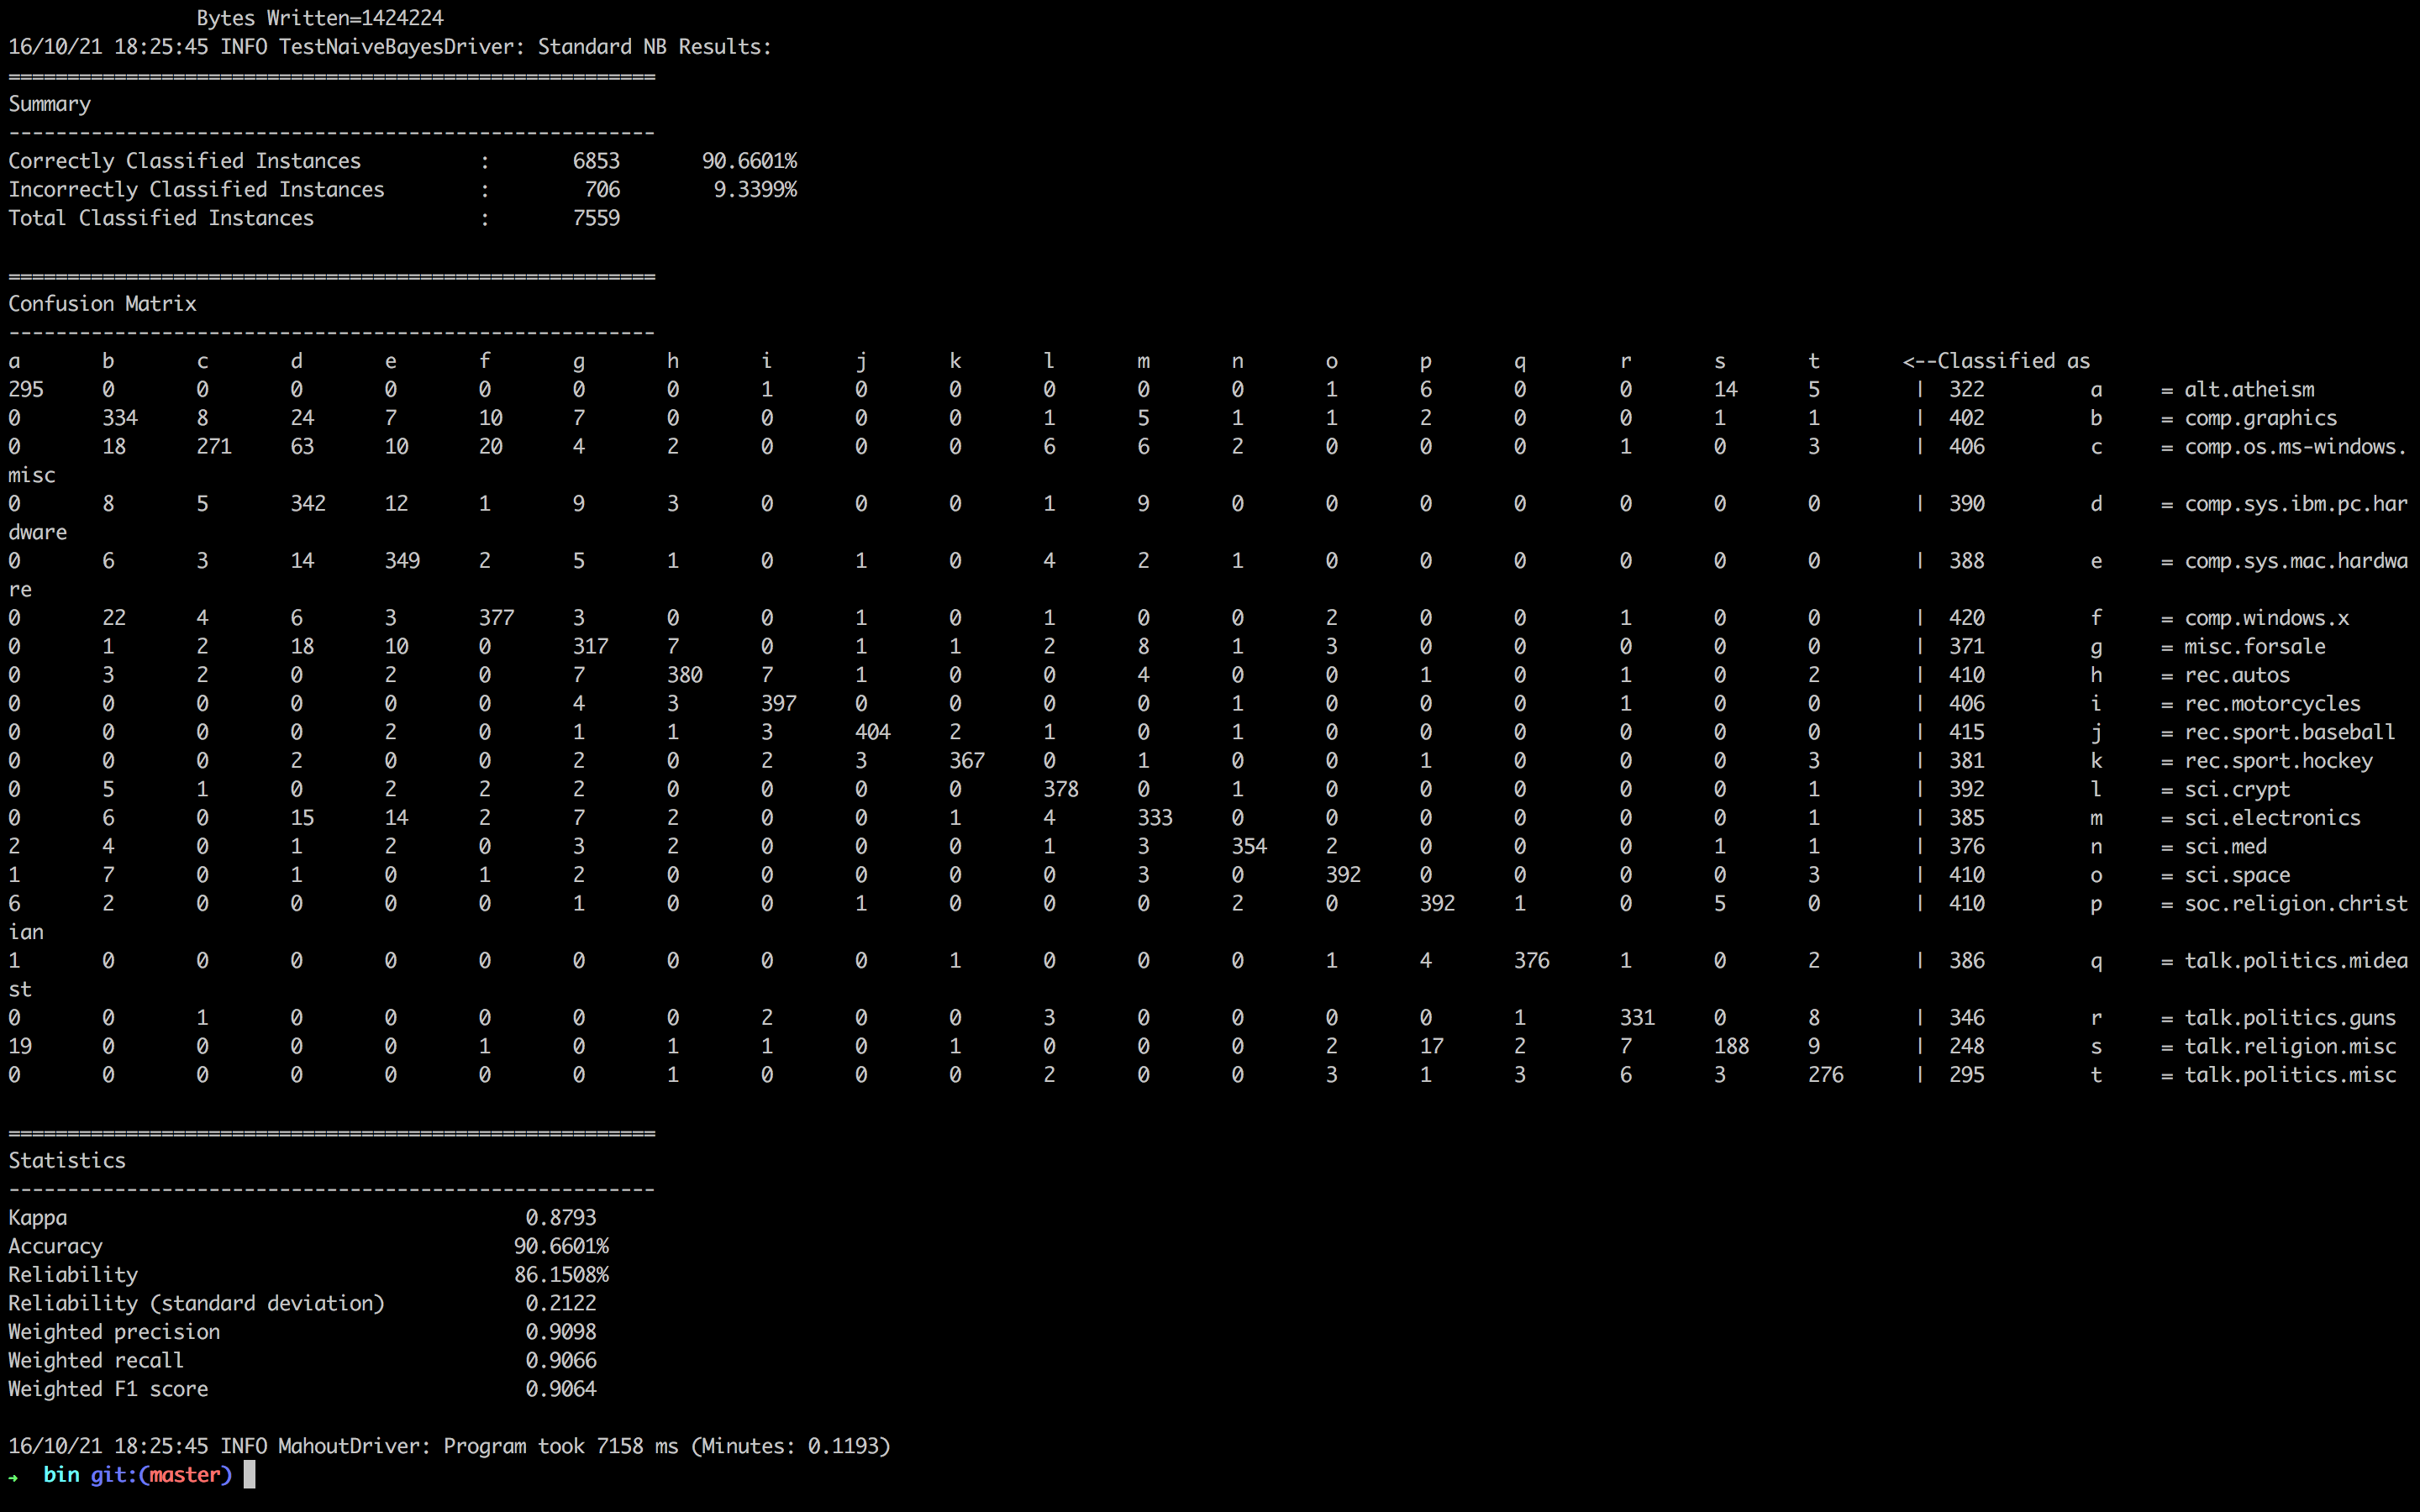 Bytes Written=1424224
16/10/21 18:25:45 INFO TestNaiveBayesDriver: Standard NB Results:
=======================================================
Summary
-------------------------------------------------------
Correctly Classified Instances          :       6853       90.6601%
Incorrectly Classified Instances        :        706        9.3399%
Total Classified Instances              :       7559
=======================================================
Confusion Matrix
-------------------------------------------------------
a b c d e f g h i j k l m n o p q r s t <--Classified as
295 0 0 0 0 0 0 0 1 0 0 0 0 0 1 6 0 0 14 5 | 322 a = alt.atheism
0 334 8 24 7 10 7 0 0 0 0 1 5 1 1 2 0 0 1 1 | 402 b = comp.graphics
0 18 271 63 10 20 4 2 0 0 0 6 6 2 0 0 0 1 0 3 | 406 c = comp.os.ms-windows.
misc
0 8 5 342 12 1 9 3 0 0 0 1 9 0 0 0 0 0 0 0 | 390 d = comp.sys.ibm.pc.har
dware
0 6 3 14 349 2 5 1 0 1 0 4 2 1 0 0 0 0 0 0 | 388 e = comp.sys.mac.hardwa
re
0 22 4 6 3 377 3 0 0 1 0 1 0 0 2 0 0 1 0 0 | 420 f = comp.windows.x
0 1 2 18 10 0 317 7 0 1 1 2 8 1 3 0 0 0 0 0 | 371 g = misc.forsale
0 3 2 0 2 0 7 380 7 1 0 0 4 0 0 1 0 1 0 2 | 410 h = rec.autos
0 0 0 0 0 0 4 3 397 0 0 0 0 1 0 0 0 1 0 0 | 406 i = rec.motorcycles
0 0 0 0 2 0 1 1 3 404 2 1 0 1 0 0 0 0 0 0 | 415 j = rec.sport.baseball
0 0 0 2 0 0 2 0 2 3 367 0 1 0 0 1 0 0 0 3 | 381 k = rec.sport.hockey
0 5 1 0 2 2 2 0 0 0 0 378 0 1 0 0 0 0 0 1 | 392 l = sci.crypt
0 6 0 15 14 2 7 2 0 0 1 4 333 0 0 0 0 0 0 1 | 385 m = sci.electronics
2 4 0 1 2 0 3 2 0 0 0 1 3 354 2 0 0 0 1 1 | 376 n = sci.med
1 7 0 1 0 1 2 0 0 0 0 0 3 0 392 0 0 0 0 3 | 410 o = sci.space
6 2 0 0 0 0 1 0 0 1 0 0 0 2 0 392 1 0 5 0 | 410 p = soc.religion.christ
ian
1 0 0 0 0 0 0 0 0 0 1 0 0 0 1 4 376 1 0 2 | 386 q = talk.politics.midea
st
0 0 1 0 0 0 0 0 2 0 0 3 0 0 0 0 1 331 0 8 | 346 r = talk.politics.guns
19 0 0 0 0 1 0 1 1 0 1 0 0 0 2 17 2 7 188 9 | 248 s = talk.religion.misc
0 0 0 0 0 0 0 1 0 0 0 2 0 0 3 1 3 6 3 276 | 295 t = talk.politics.misc
=======================================================
Statistics
-------------------------------------------------------
Kappa                                       0.8793
Accuracy                                   90.6601%
Reliability                                86.1508%
Reliability (standard deviation)            0.2122
Weighted precision                          0.9098
Weighted recall                             0.9066
Weighted F1 score                           0.9064
16/10/21 18:25:45 INFO MahoutDriver: Program took 7158 ms (Minutes: 0.1193)
→ bin git:(master)